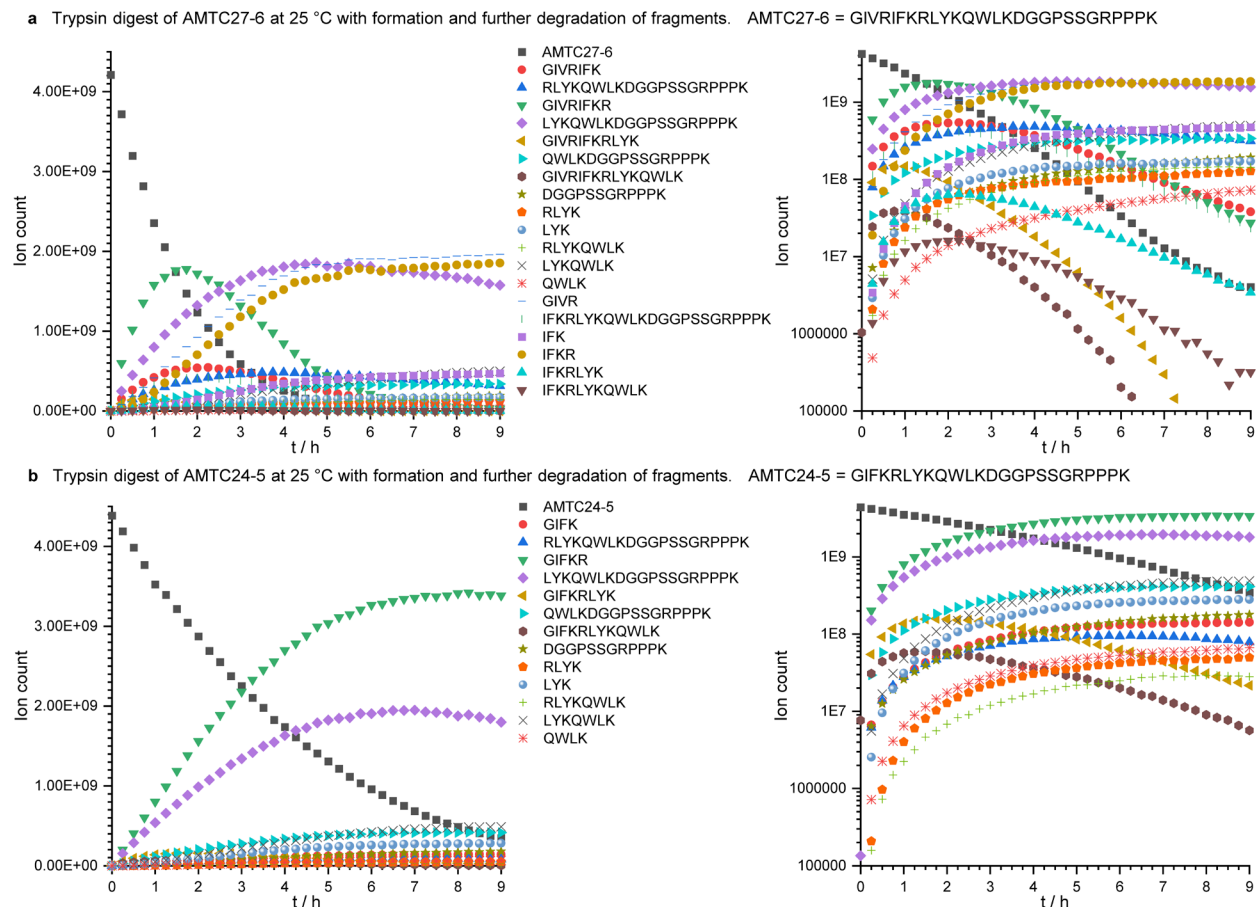 a Trypsin digest of AMTC27-6 at 25 °C with formation and further degradation of fragments. AMTC27-6 = GIVRIFKRLYKQWLKDGGPSSGRPPPK
Ion count
4.00E+09
3.00E+09
2.00E+09
1.00E+09
0.00E+00
0 1 2 3 4 5 6 7 8 9
t / h
AMTC27-6
GIVRIFK
RLYKQWLKDGGPSSGRPPPK
GIVRIFKR
LYKQWLKDGGPSSGRPPPK
GIVRIFKRLYK
QWLKDGGPSSGRPPPK
GIVRIFKRLYKQWLK
DGGPSSGRPPPK
RLYK
LYK
RLYKQWLK
LYKQWLK
QWLK
GIVR
IFKRLYKQWLKDGGPSSGRPPPK
IFK
IFKR
IFKRLYK
IFKRLYKQWLK
Ion count
1E9
1E8
1E7
1000000
100000
0 1 2 3 4 5 6 7 8 9
t / h
b Trypsin digest of AMTC24-5 at 25 °C with formation and further degradation of fragments. AMTC24-5 = GIFKRLYKQWLKDGGPSSGRPPPK
Ion count
4.00E+09
3.00E+09
2.00E+09
1.00E+09
0.00E+00
0 1 2 3 4 5 6 7 8 9
t / h
AMTC24-5
GIFK
RLYKQWLKDGGPSSGRPPPK
GIFKR
LYKQWLKDGGPSSGRPPPK
GIFKRLYK
QWLKDGGPSSGRPPPK
GIFKRLYKQWLK
DGGPSSGRPPPK
RLYK
LYK
RLYKQWLK
LYKQWLK
QWLK
Ion count
1E9
1E8
1E7
1000000
100000
0 1 2 3 4 5 6 7 8 9
t / h